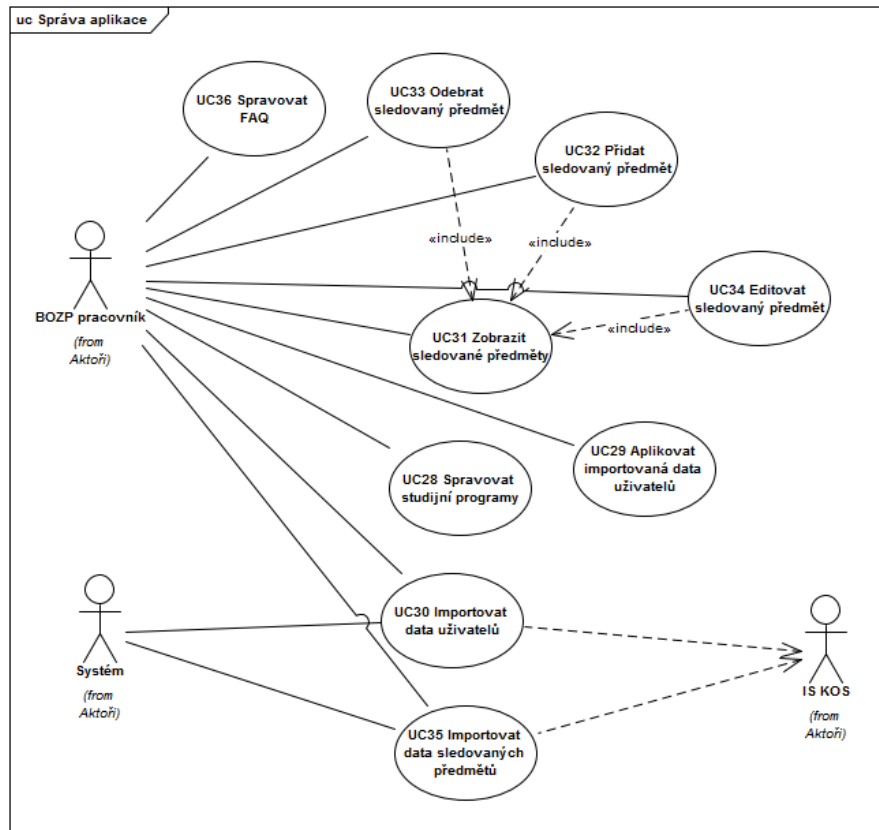 uc Správa aplikace
UC36 Spravovat
FAQ
UC33 Odebrat
sledovaný předmět
UC32 Přidat
sledovaný předmět
«include»
«include»
BOZP pracovník
(from
Aktoři)
UC34 Editovat
sledovaný předmět
«include»
UC31 Zobrazit
sledované předměty
UC29 Aplikovat
importovaná data
uživatelů
UC28 Spravovat
studijní programy
UC30 Importovat
data uživatelů
Systém
(from
Aktoři)
IS KOS
(from
Aktoři)
UC35 Importovat
data sledovaných
předmětů